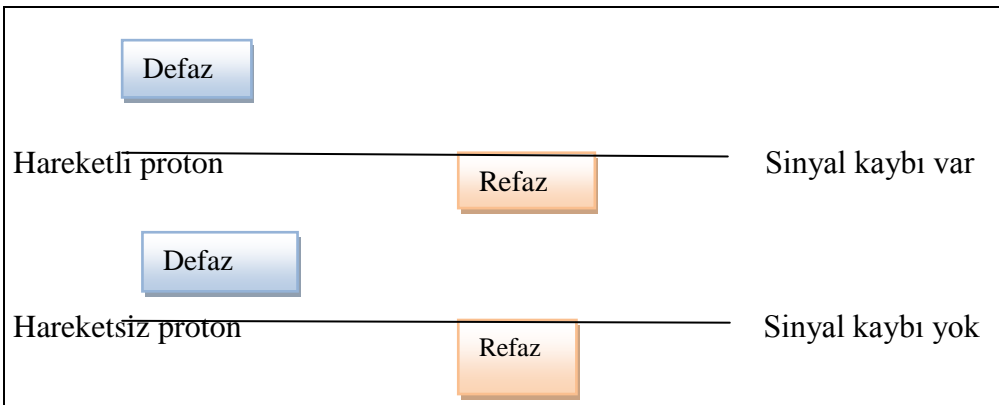 Defaz
Hareketli proton
Sinyal kaybı var
Refaz
Defaz
Hareketsiz proton
Sinyal kaybı yok
Refaz